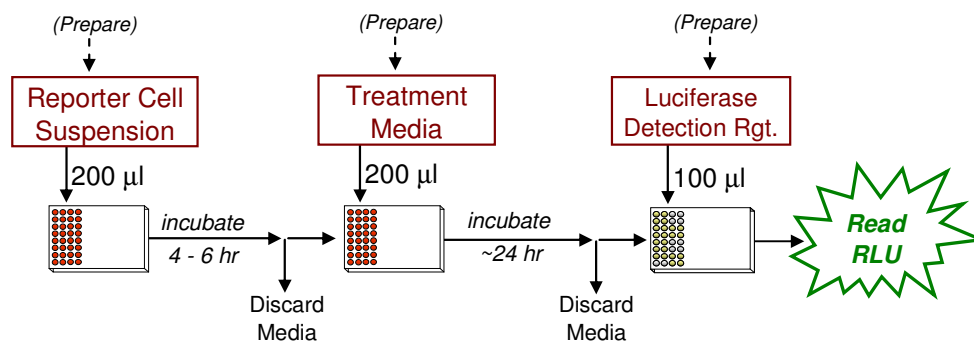 (Prepare)
(Prepare)
(Prepare)
Reporter Cell
Suspension
Treatment
Media
Luciferase
Detection Rgt.
200 µl
200 µl
100 µl
incubate
4 - 6 hr
incubate
~24 hr
Read
RLU
Discard
Media
Discard
Media